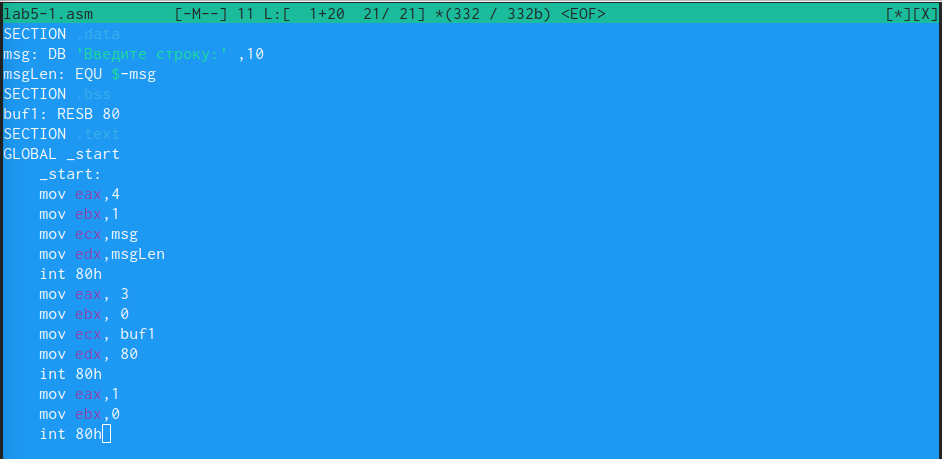 lab5-1.asm [-M--] 11 L:[ 1+20 21/ 21] *(332 / 332b) <EOF> [*][X]
SECTION .data
msg: DB 'Введите строку:' ,10
msgLen: EQU $-msg
SECTION .bss
buf1: RESB 80
SECTION .text
GLOBAL _start
_start:
mov eax,4
mov ebx,1
mov ecx,msg
mov edx,msgLen
int 80h
mov eax, 3
mov ebx, 0
mov ecx, buf1
mov edx, 80
int 80h
mov eax,1
mov ebx,0
int 80h